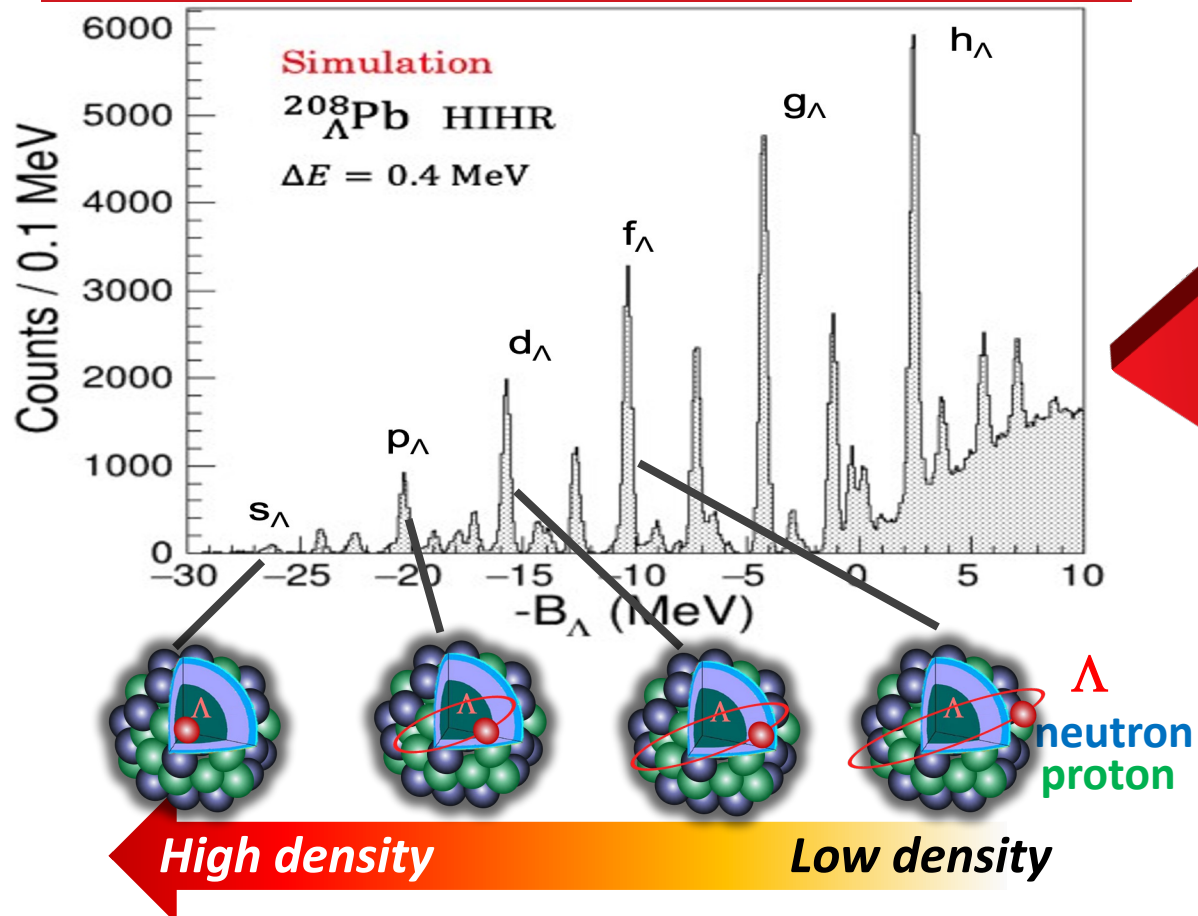 6000
5000
4000
3000
2000
1000
0
Counts / 0.1 MeV
Simulation
²⁰⁸ΛPb HIHR
ΔE = 0.4 MeV
sΛ
pΛ
dΛ
fΛ
gΛ
hΛ
−30 −25 −20 −15 −10 −5 0 5 10
-BΛ (MeV)
Λ Λ Λ Λ
Λ
neutron
proton
High density Low density